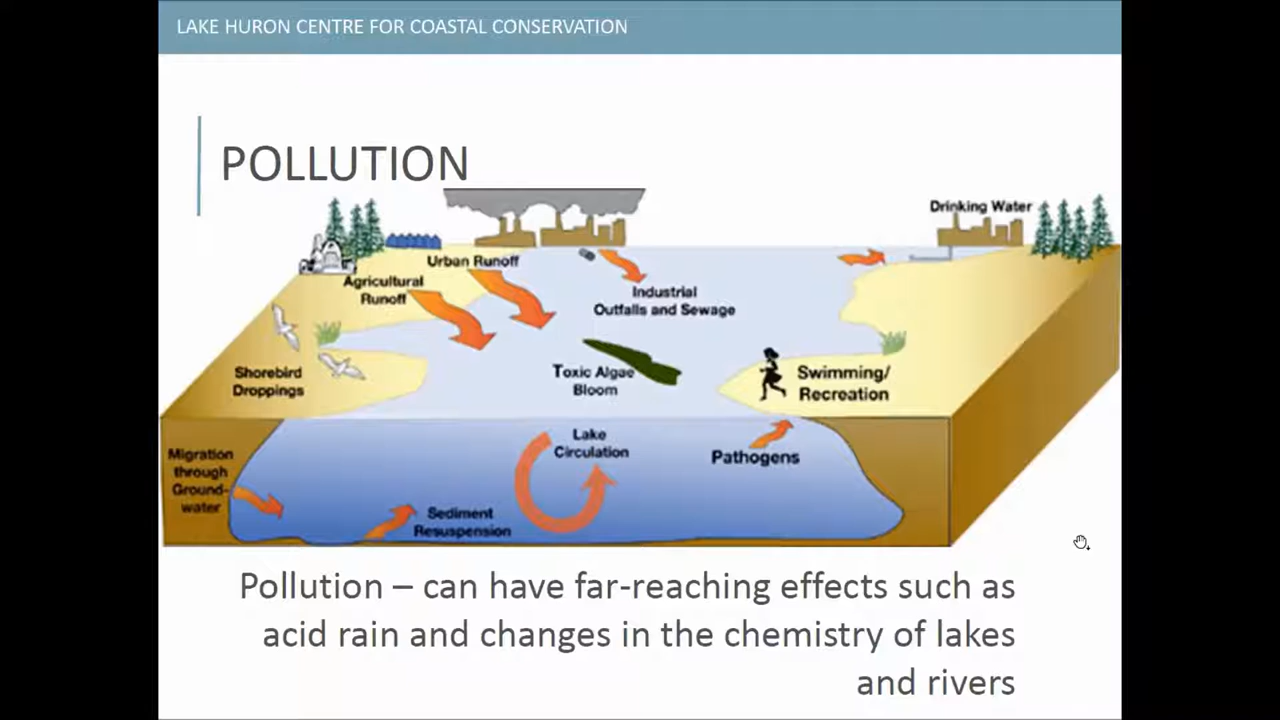 LAKE HURON CENTRE FOR COASTAL CONSERVATION
POLLUTION
Drinking Water
Urban Runoff
Agricultural
Runoff
Industrial
Outfalls and Sewage
Shorebird
Droppings
Toxic Algae
Bloom
Swimming/
Recreation
Lake
Circulation
Pathogens
Migration
through
Ground-
water
Sediment
Resuspension
Pollution – can have far-reaching effects such as
acid rain and changes in the chemistry of lakes
and rivers